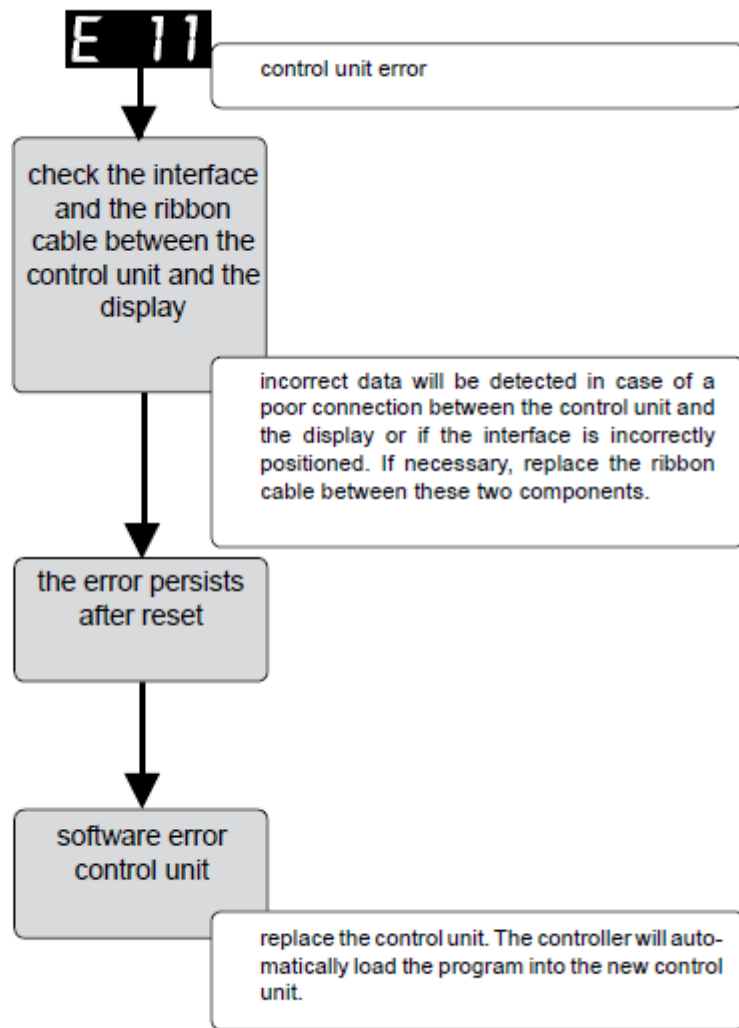 E 11
control unit error
check the interface
and the ribbon
cable between the
control unit and the
display
incorrect data will be detected in case of a
poor connection between the control unit and
the display or if the interface is incorrectly
positioned. If necessary, replace the ribbon
cable between these two components.
the error persists
after reset
software error
control unit
replace the control unit. The controller will auto-
matically load the program into the new control
unit.